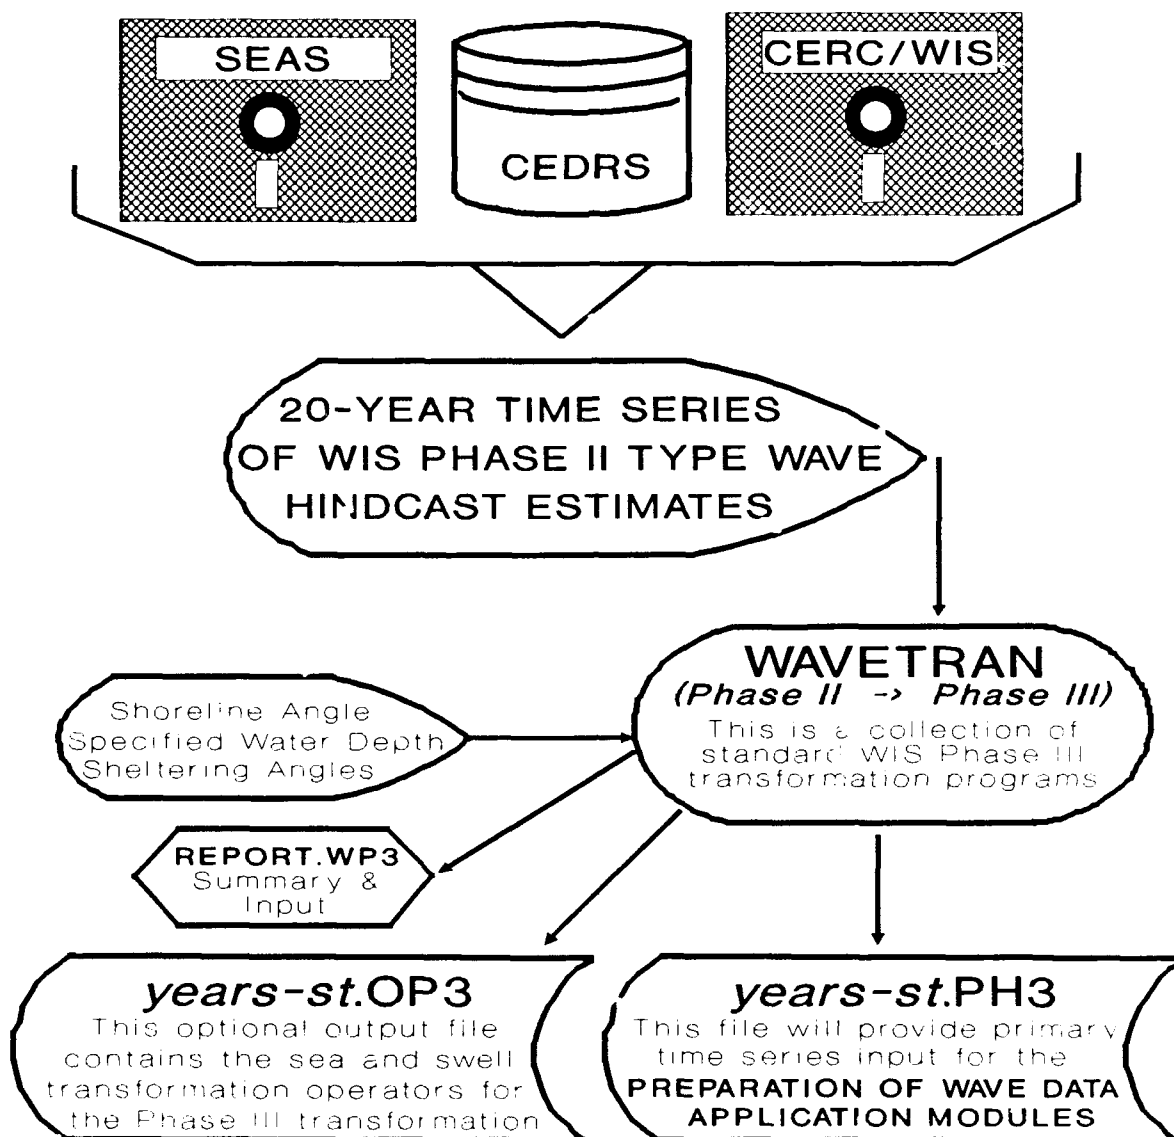 SEAS
CEDRS
CERC/WIS
20-YEAR TIME SERIES
OF WIS PHASE II TYPE WAVE
HINDCAST ESTIMATES
WAVETRAN
(Phase II -> Phase III)
This is a collection of
standard WIS Phase III
transformation programs
Shoreline Angle
Specified Water Depth
Sheltering Angles
REPORT.WP3
Summary &
Input
years-st.OP3
This optional output file
contains the sea and swell
transformation operators for
the Phase III transformation
years-st.PH3
This file will provide primary
time series input for the
PREPARATION OF WAVE DATA
APPLICATION MODULES